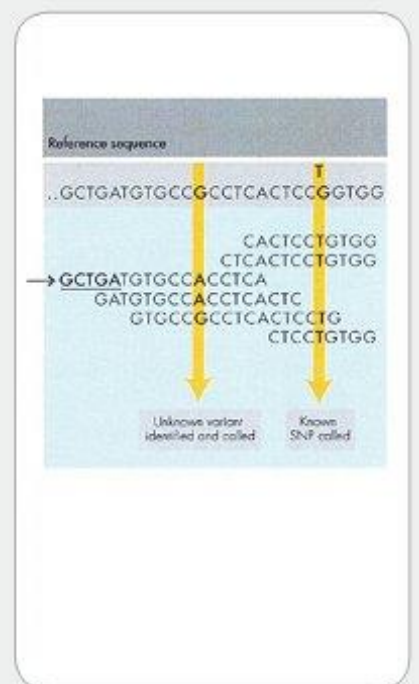 Reference sequence
T
..GCTGATGTGCCGCCTCACTCCGGTGG
CACTCCTGTGG
CTCACTCCTGTGG
GCTGATGTGCCACCTCA
GATGTGCCACCTCACTC
GTGCCGCCTCACTCCTG
CTCCTGTGG
Unknown variant
identified and called
Known
SNP called